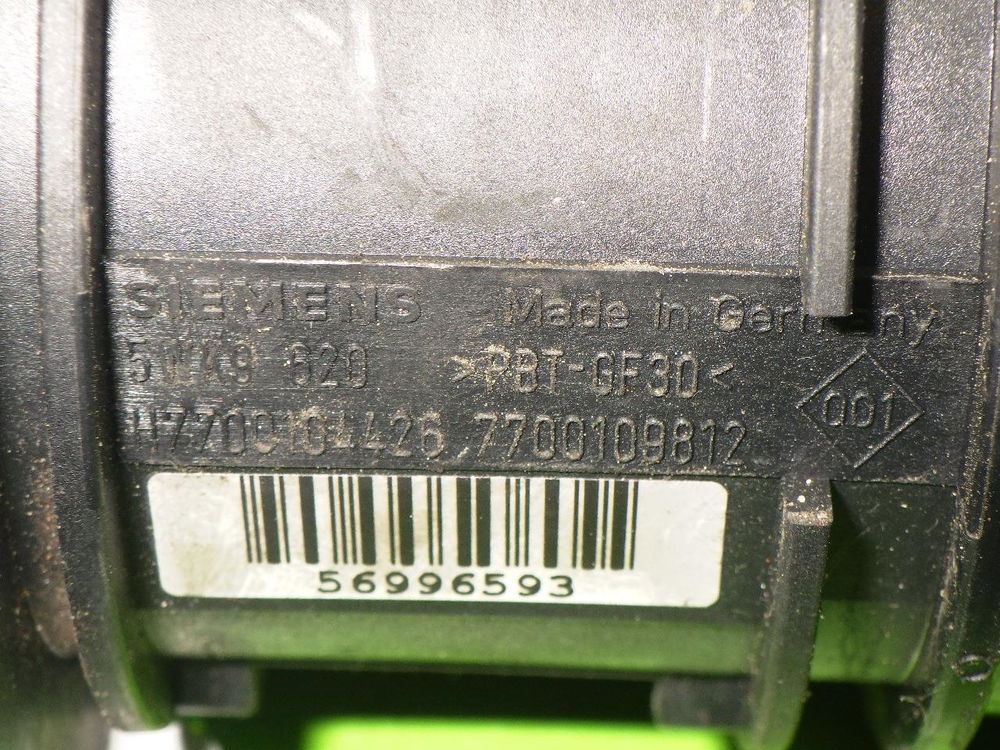 SIEMENS Made in Germany
5WK9 620 >PBT-GF30<
H7700104426 7700109812
001
56996593